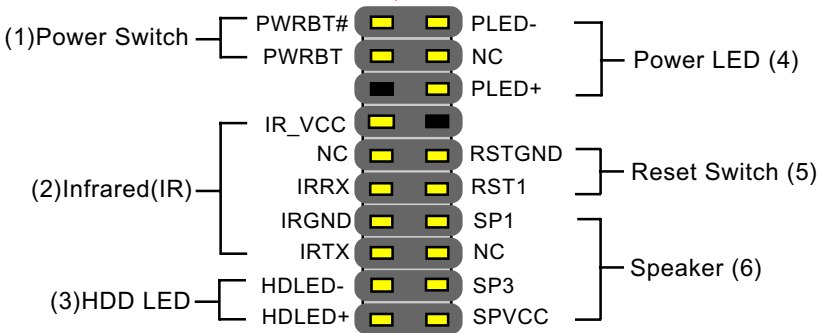 PWRBT# PLED-
(1)Power Switch
PWRBT NC
Power LED (4)
PLED+
IR_VCC
NC RSTGND
Reset Switch (5)
(2)Infrared(IR)
IRRX RST1
IRGND SP1
IRTX NC
Speaker (6)
HDLED- SP3
(3)HDD LED
HDLED+ SPVCC